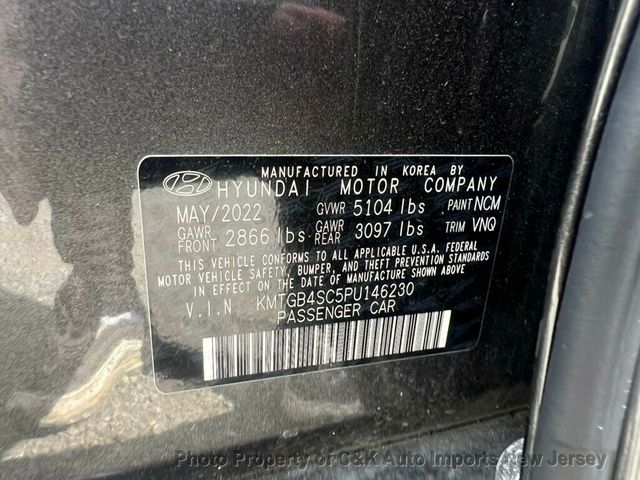 MANUFACTURED IN KOREA BY
HYUNDAI MOTOR COMPANY
MAY/2022 GVWR 5104 lbs PAINT NCM
GAWR FRONT 2866 lbs GAWR REAR 3097 lbs TRIM VNQ
THIS VEHICLE CONFORMS TO ALL APPLICABLE U.S.A. FEDERAL
MOTOR VEHICLE SAFETY, BUMPER, AND THEFT PREVENTION STANDARDS
IN EFFECT ON THE DATE OF MANUFACTURE SHOWN ABOVE.
V.I.N KMTGB4SC5PU146230
PASSENGER CAR
Photo Property of C&K Auto Imports New Jersey